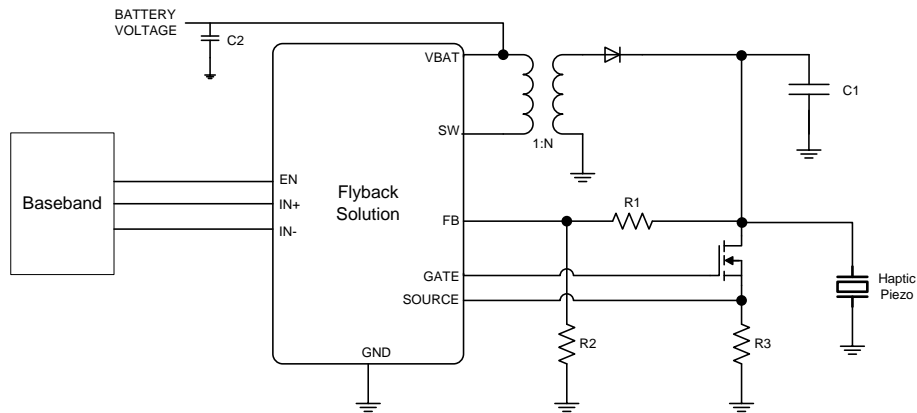 BATTERY
VOLTAGE
C2
VBAT
C1
SW
1:N
Baseband
EN
IN+
IN-
Flyback
Solution
FB
R1
GATE
SOURCE
Haptic
Piezo
R2
R3
GND